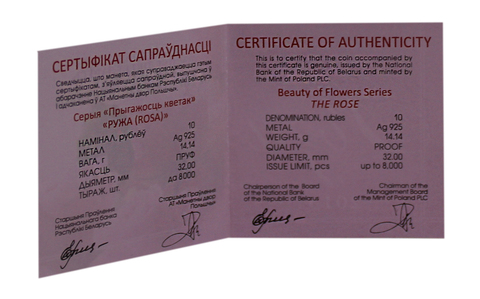 СЕРТЫФІКАТ САПРАЎДНАСЦІ
Сведчыцца, што манета, якая суправаджаецца гэтым
сертыфікатам, з'яўляецца сапраўднай, выпушчана ў
абарачэнне Нацыянальным банкам Рэспублікі Беларусь
і адчаканена ў АТ «Манетны двор Польшчы».
Серыя «Прыгажосць кветак»
«РУЖА (ROSA)»
НАМІНАЛ, рублёў 10
МЕТАЛ Ag 925
ВАГА, г 14.14
ЯКАСЦЬ ПРУФ
ДЫЯМЕТР, мм 32.00
ТЫРАЖ, шт. да 8000
Старшыня Праўлення
Нацыянальнага банка
Рэспублікі Беларусь
Старшыня Праўлення
АТ «Манетны двор
Польшчы»
CERTIFICATE OF AUTHENTICITY
This is to certify that the coin accompanied by
this certificate is genuine, issued by the National
Bank of the Republic of Belarus and minted by
the Mint of Poland PLC.
Beauty of Flowers Series
THE ROSE
DENOMINATION, rubles 10
METAL Ag 925
WEIGHT, g 14.14
QUALITY PROOF
DIAMETER, mm 32.00
ISSUE LIMIT, pcs up to 8,000
Chairperson of the Board
of the National Bank
of the Republic of Belarus
Chairman of the
Management Board
of the Mint of Poland PLC